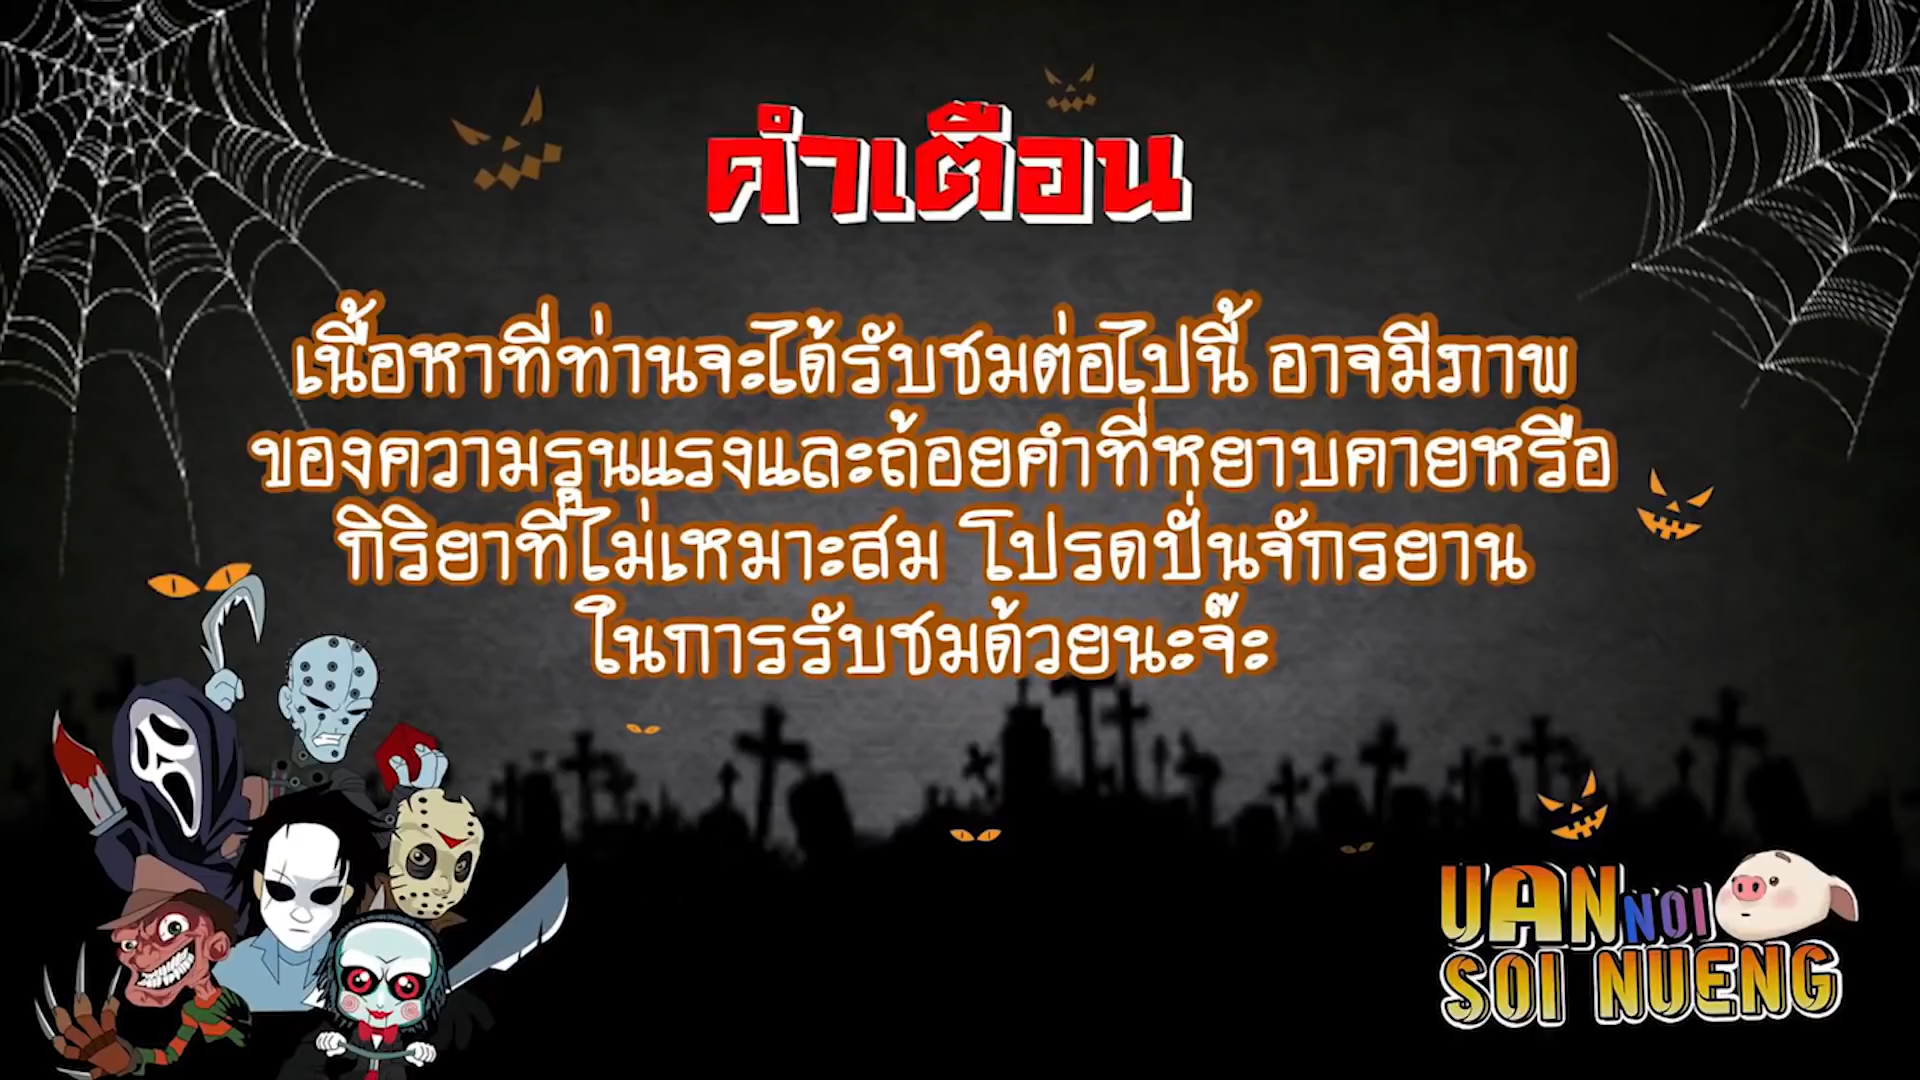 คำเตือน
เนื้อหาที่ท่านจะได้รับชมต่อไปนี้ อาจมีภาพ
ของความรุนแรงและถ้อยคำที่หยาบคายหรือ
กิริยาที่ไม่เหมาะสม โปรดปั่นจักรยาน
ในการรับชมด้วยนะจ๊ะ
UAN NOI
SOI NUENG